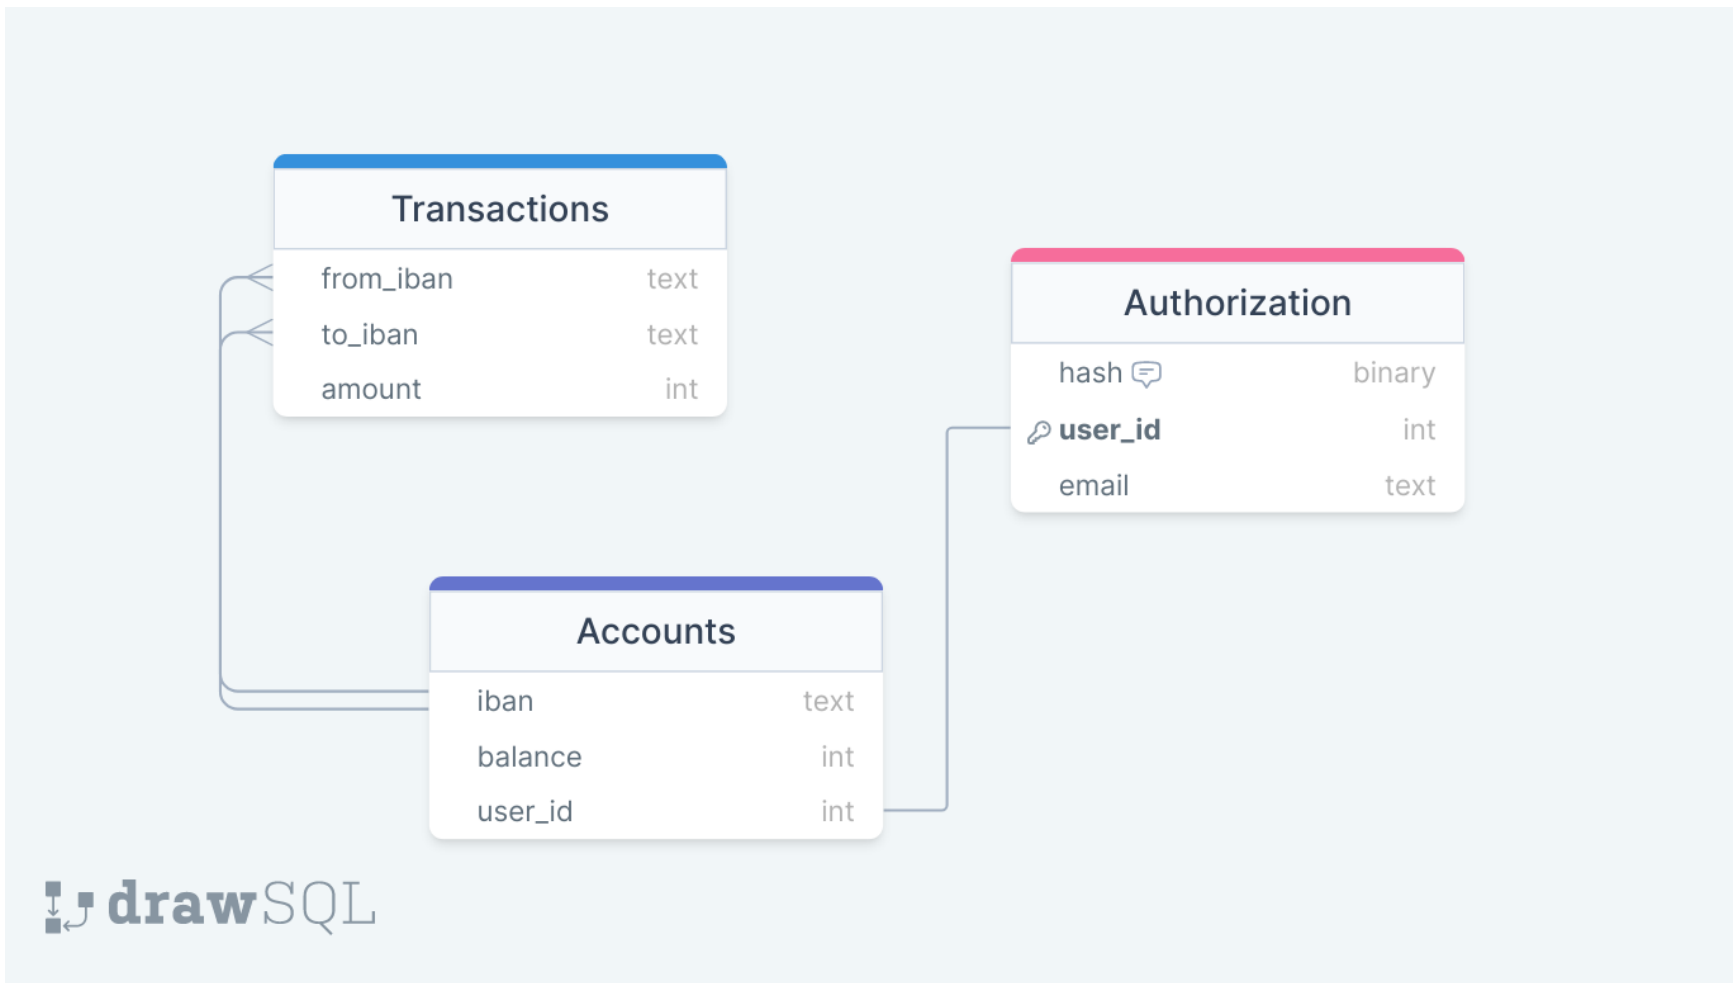 Transactions
from_iban text
to_iban text
amount int
Authorization
hash binary
user_id int
email text
Accounts
iban text
balance int
user_id int
drawSQL